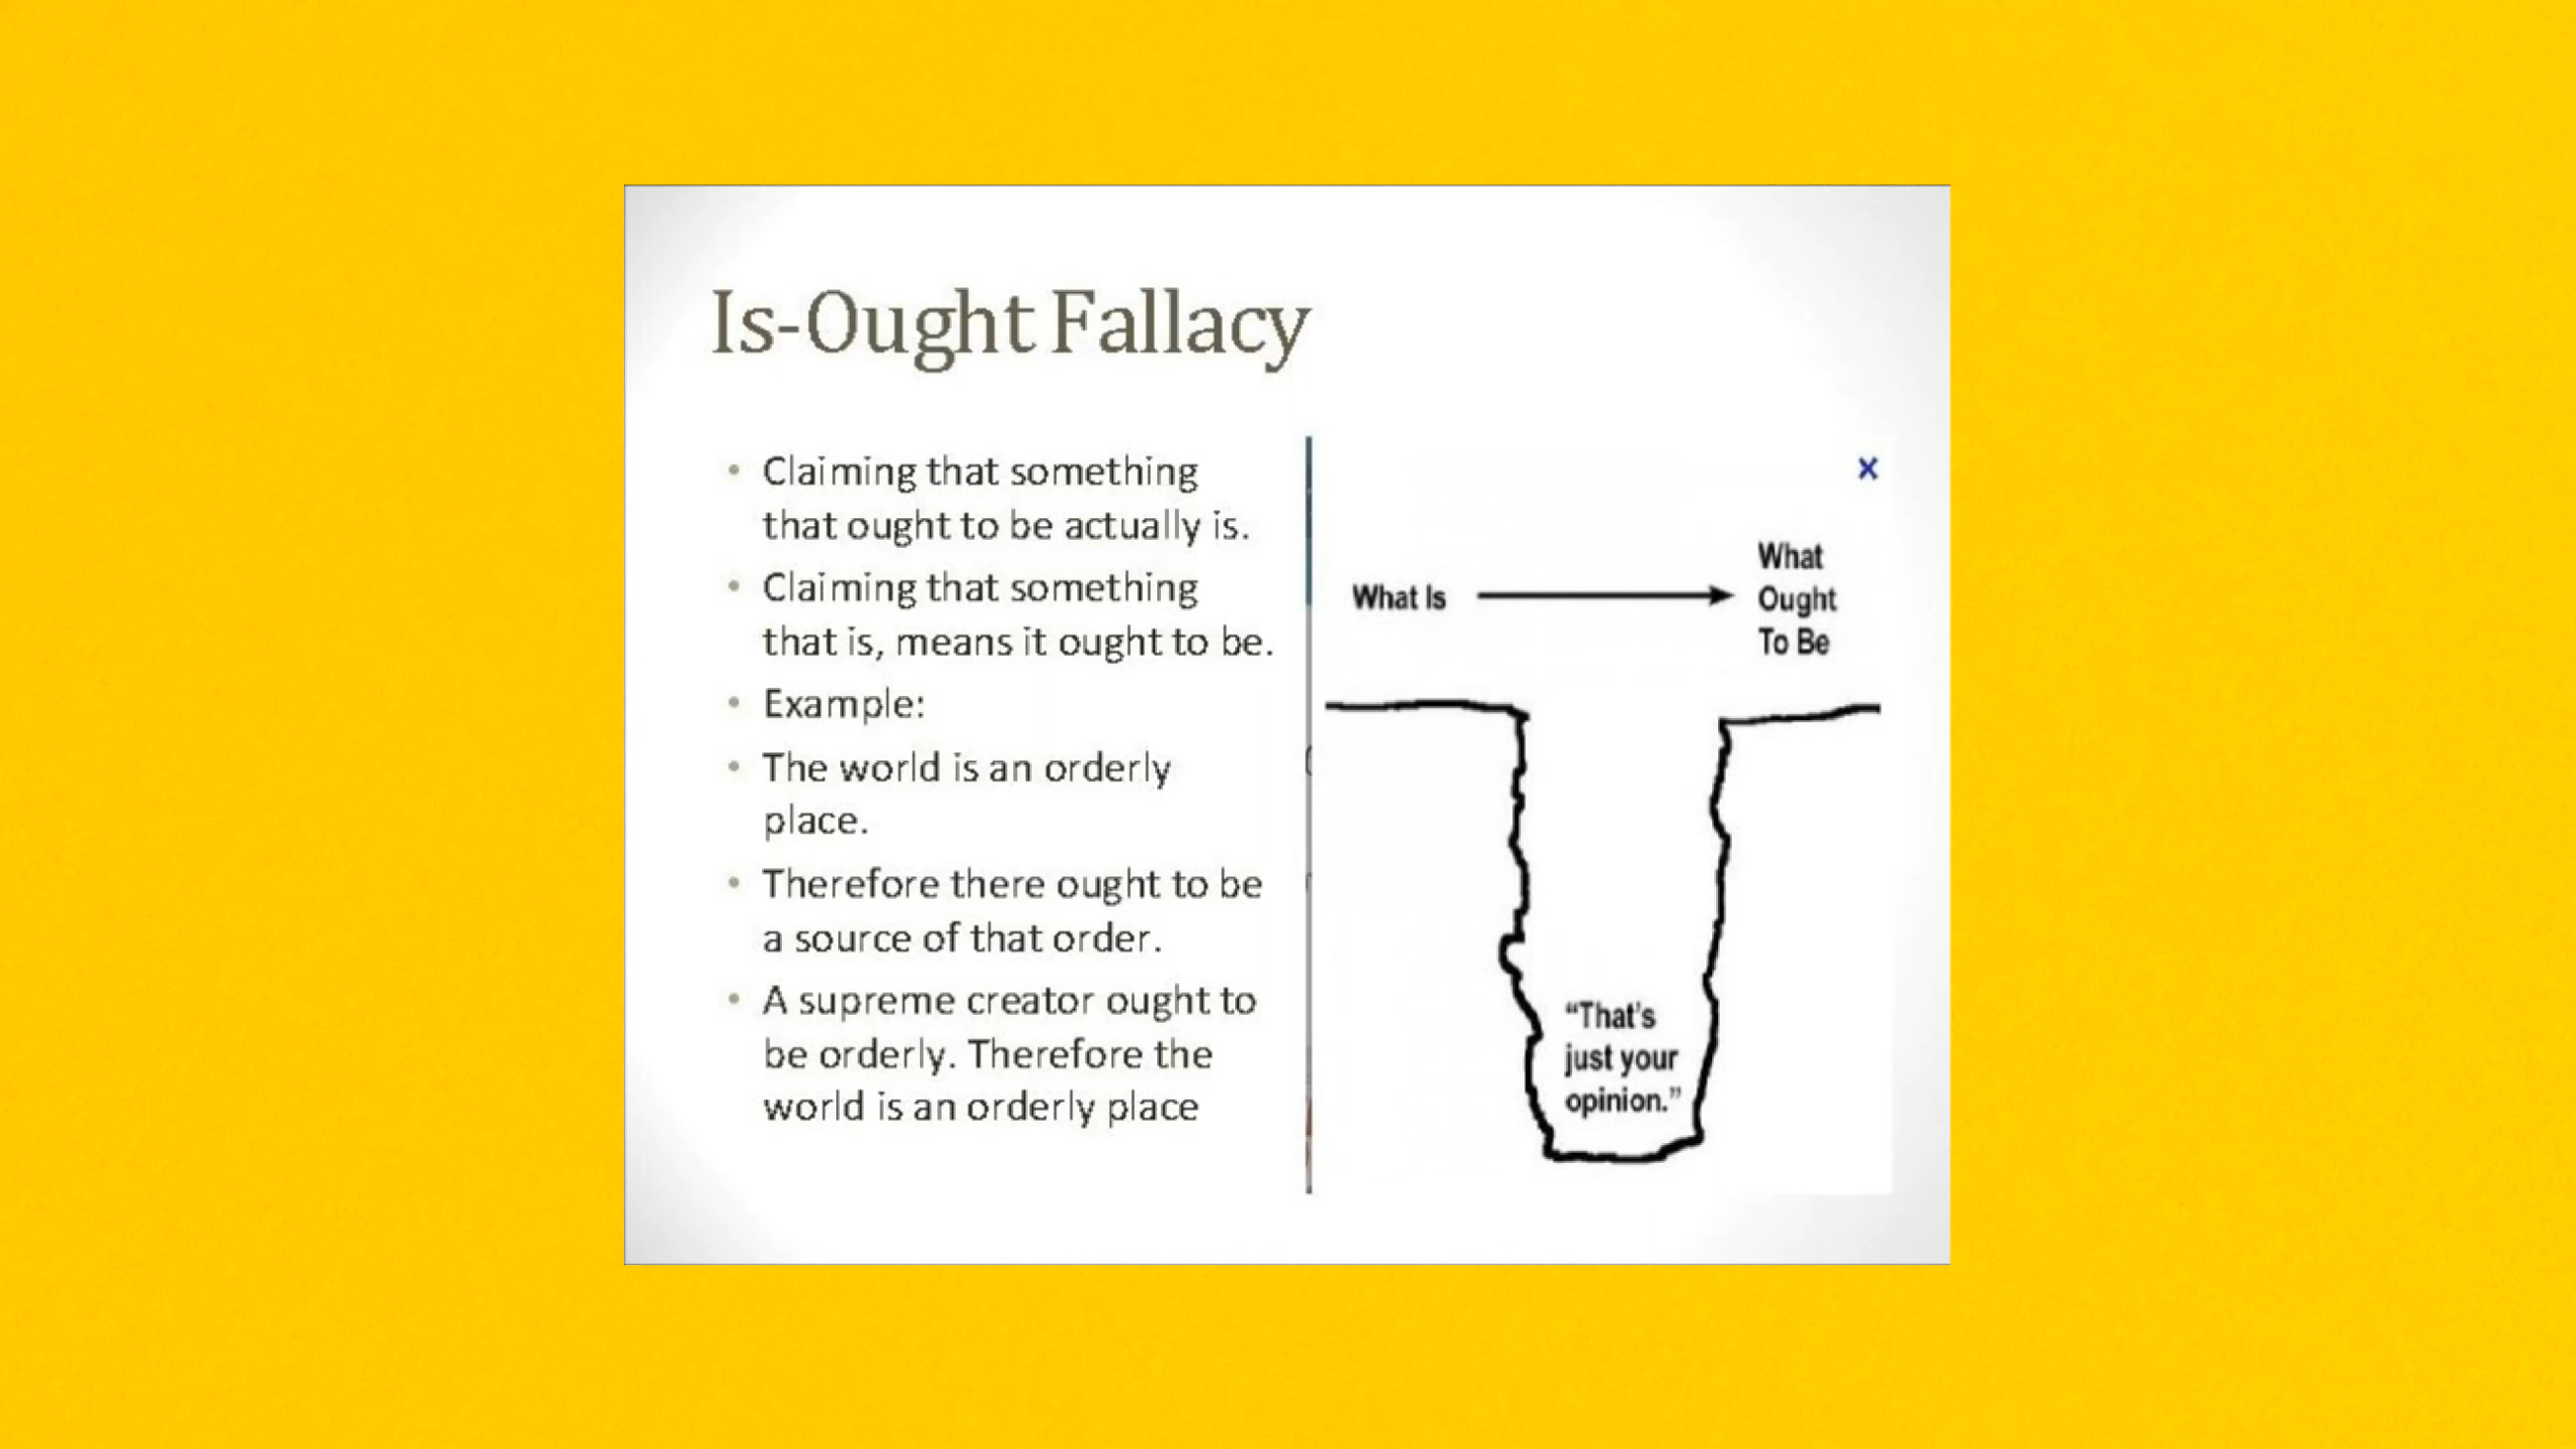 Is-Ought Fallacy
• Claiming that something
that ought to be actually is.
• Claiming that something
that is, means it ought to be.
• Example:
• The world is an orderly
place.
• Therefore there ought to be
a source of that order.
• A supreme creator ought to
be orderly. Therefore the
world is an orderly place
×
What Is
What
Ought
To Be
“That’s
just your
opinion.”